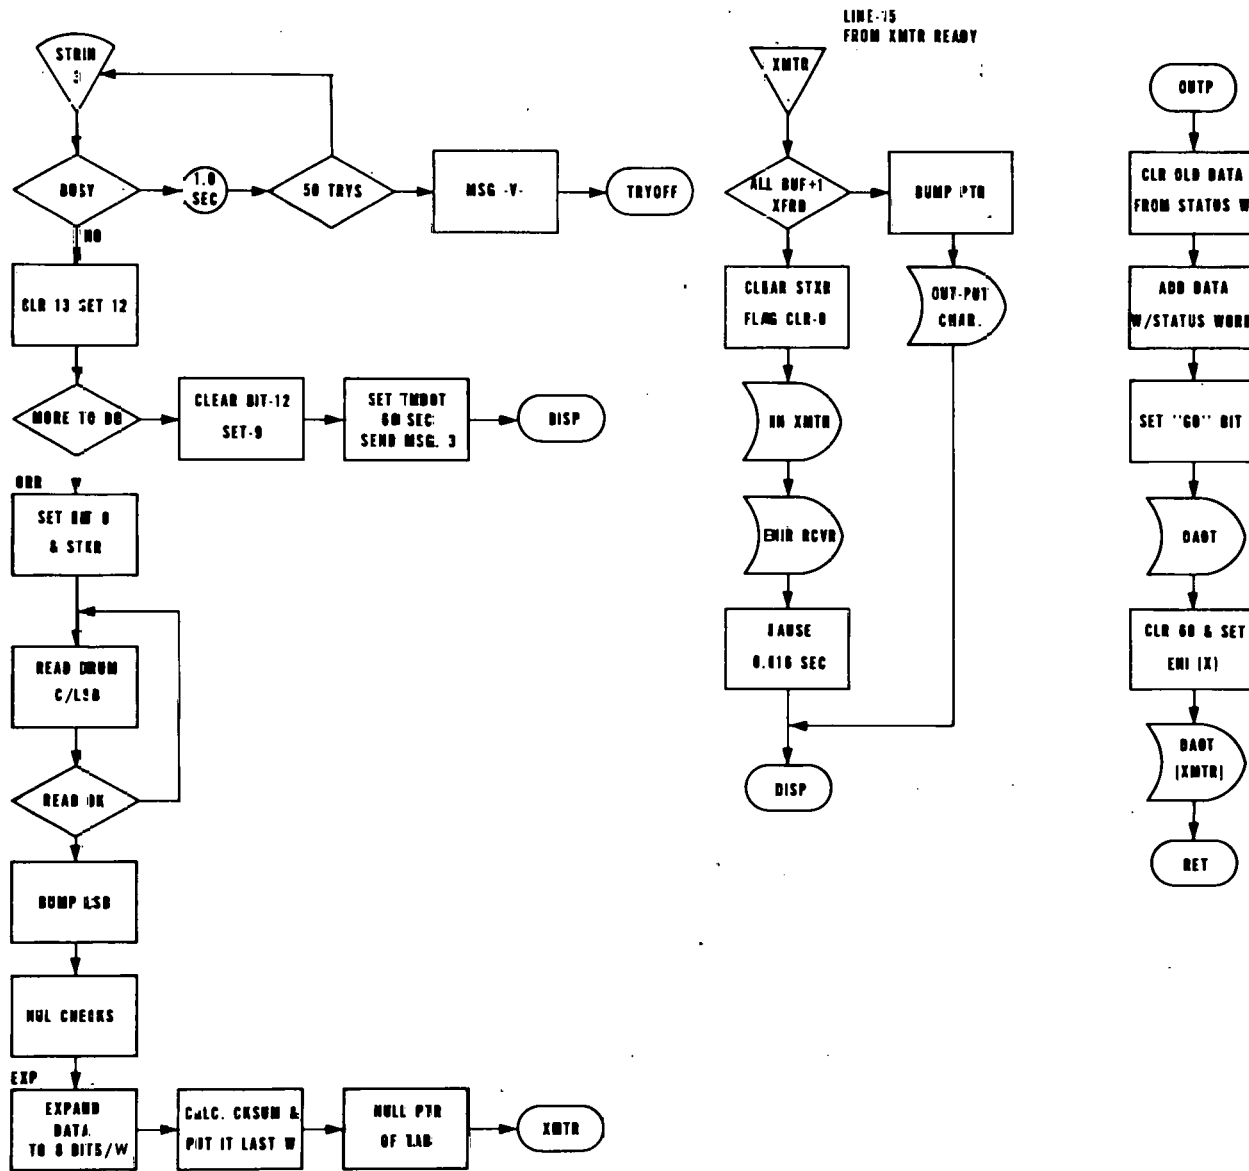 STRIN
3
BUSY
1.0
SEC
50 TRYS
MSG -V-
TRYOFF
NO
CLR 13 SET 12
MORE TO DO
CLEAR BIT-12
SET-9
SET TMOOT
60 SEC
SEND MSG. 3
DISP
ORR
SET BIT 0
& STXR
READ DRUM
C/LSB
READ OK
BUMP LSB
NUL CHECKS
EXP
EXPAND
DATA
TO 8 BITS/W
CALC. CKSUM &
PUT IT LAST W
NULL PTR
OF TAB
XMTR
LINE-75
FROM XMTR READY
XMTR
ALL BUF+1
XFRD
BUMP PTR
CLEAR STXR
FLAG CLR-0
OUT-PUT
CHAR.
XMTR
RCVR
PAUSE
0.016 SEC
DISP
OUTP
CLR OLD DATA
FROM STATUS W
ADD DATA
W/STATUS WORD
SET "GO" BIT
DAOT
CLR GO & SET
ENI (X)
DAOT
(XMTR)
RET